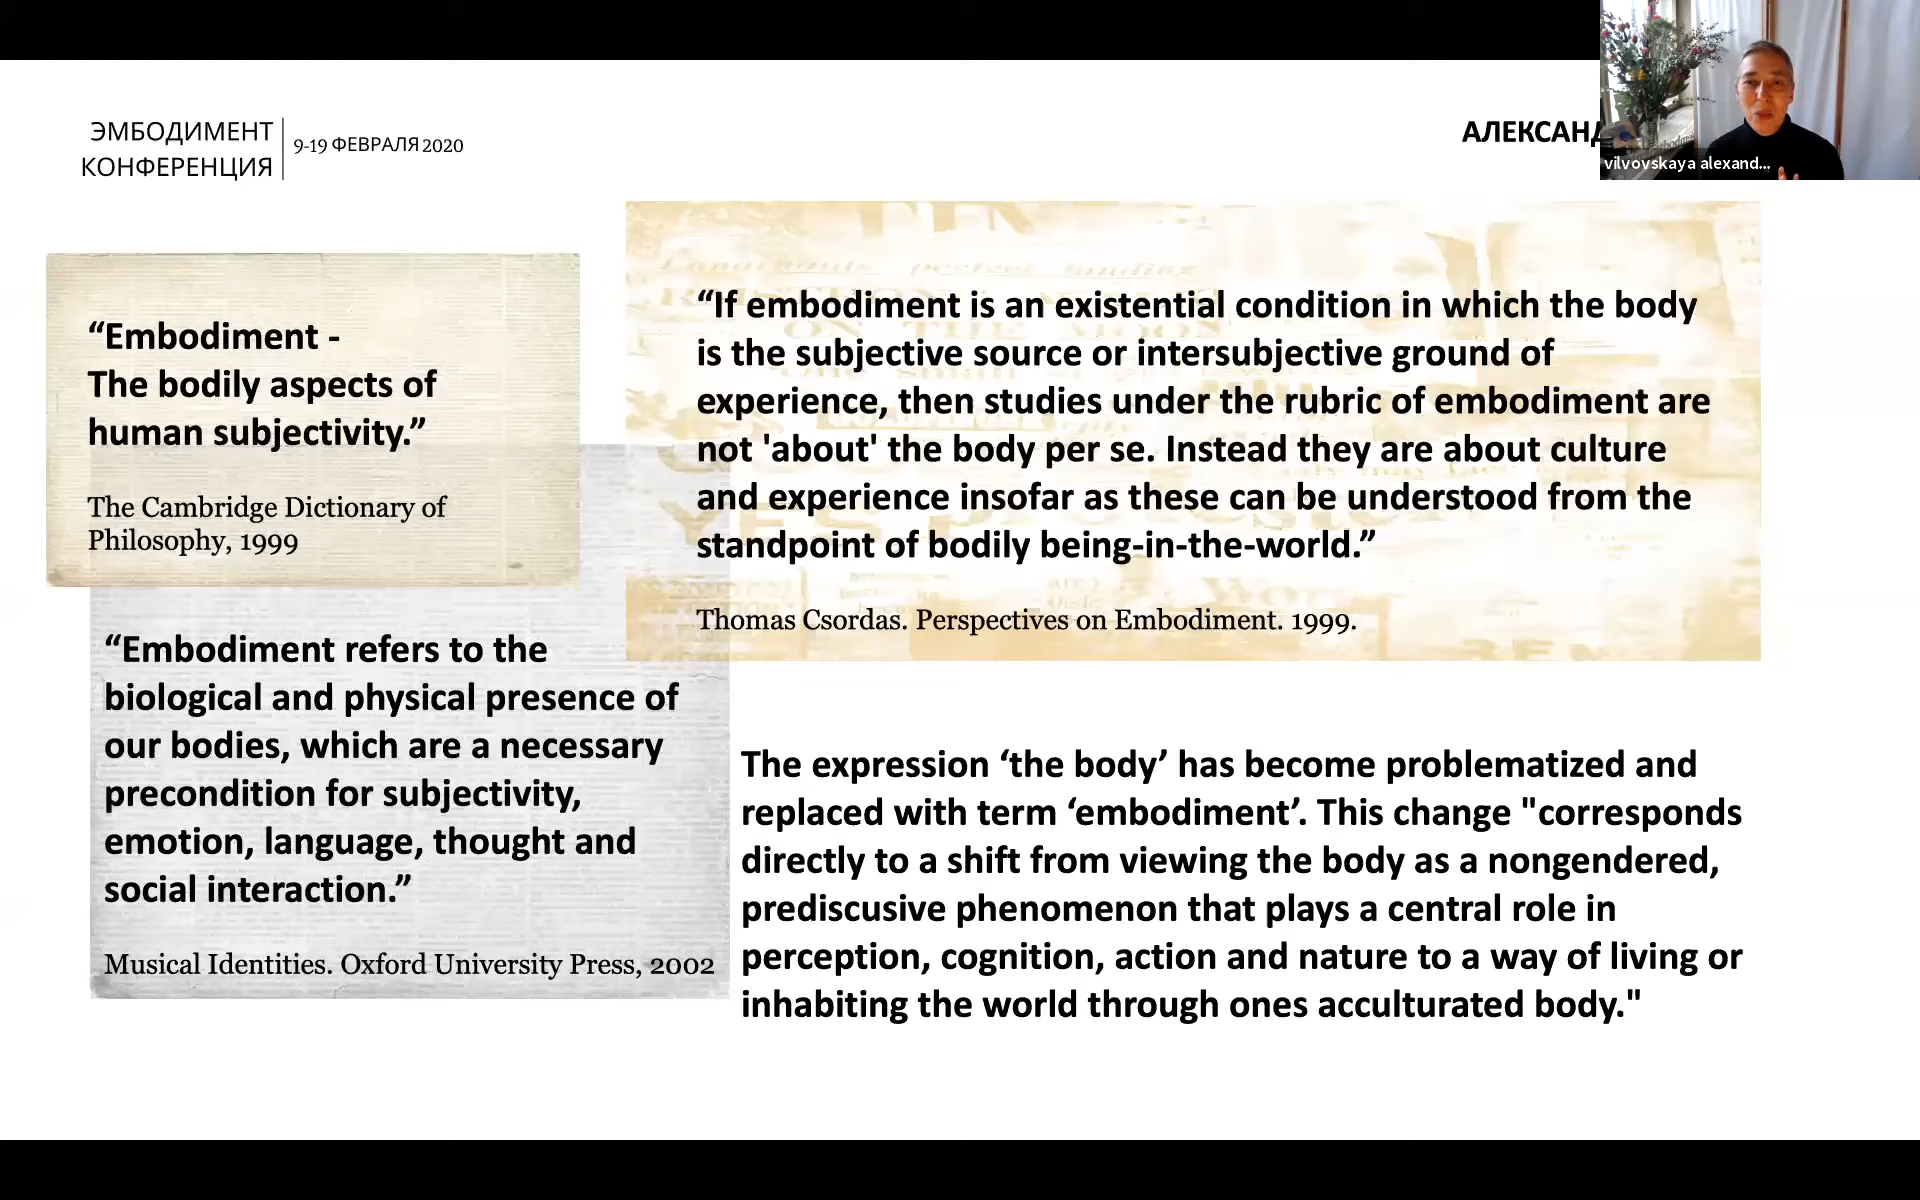 ЭМБОДИМЕНТ
КОНФЕРЕНЦИЯ
9-19 ФЕВРАЛЯ 2020
vilvovskaya alexand...
“Embodiment -
The bodily aspects of
human subjectivity.”
The Cambridge Dictionary of
Philosophy, 1999
“Embodiment refers to the
biological and physical presence of
our bodies, which are a necessary
precondition for subjectivity,
emotion, language, thought and
social interaction.”
Musical Identities. Oxford University Press, 2002
“If embodiment is an existential condition in which the body
is the subjective source or intersubjective ground of
experience, then studies under the rubric of embodiment are
not 'about' the body per se. Instead they are about culture
and experience insofar as these can be understood from the
standpoint of bodily being-in-the-world.”
Thomas Csordas. Perspectives on Embodiment. 1999.
The expression ‘the body’ has become problematized and
replaced with term ‘embodiment’. This change "corresponds
directly to a shift from viewing the body as a nongendered,
prediscusive phenomenon that plays a central role in
perception, cognition, action and nature to a way of living or
inhabiting the world through ones acculturated body."